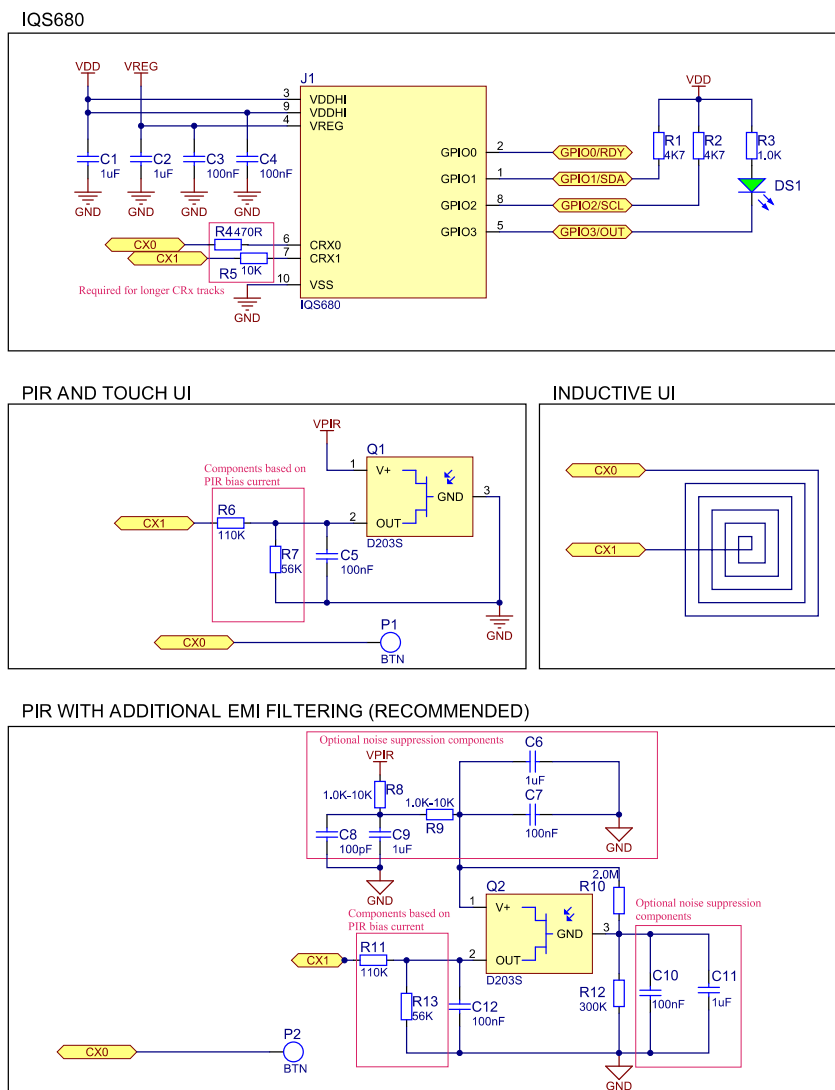 IQS680
VDD
VREG
J1
3
VDDHI
9
VDDHI
4
VREG
C1
1uF
C2
1uF
C3
100nF
C4
100nF
GND
GND
GND
GND
GPIO0
2
GPIO0/RDY
GPIO1
1
GPIO1/SDA
GPIO2
8
GPIO2/SCL
GPIO3
5
GPIO3/OUT
VDD
R1
4K7
R2
4K7
R3
1.0K
DS1
CX0
R4
470R
6
CRX0
CX1
R5
10K
7
CRX1
10
VSS
Required for longer CRx tracks
GND
IQS680
PIR AND TOUCH UI
VPIR
Q1
1
V+
GND
3
2
OUT
D203S
Components based on
PIR bias current
CX1
R6
110K
R7
56K
C5
100nF
GND
CX0
P1
BTN
INDUCTIVE UI
CX0
CX1
PIR WITH ADDITIONAL EMI FILTERING (RECOMMENDED)
Optional noise suppression components
VPIR
R8
1.0K-10K
1.0K-10K
R9
C6
1uF
C7
100nF
C8
100pF
C9
1uF
GND
GND
2.0M
R10
Q2
1
V+
GND
3
2
OUT
D203S
Optional noise suppression
components
Components based on
PIR bias current
CX1
R11
110K
R13
56K
C12
100nF
R12
300K
C10
100nF
C11
1uF
GND
CX0
P2
BTN